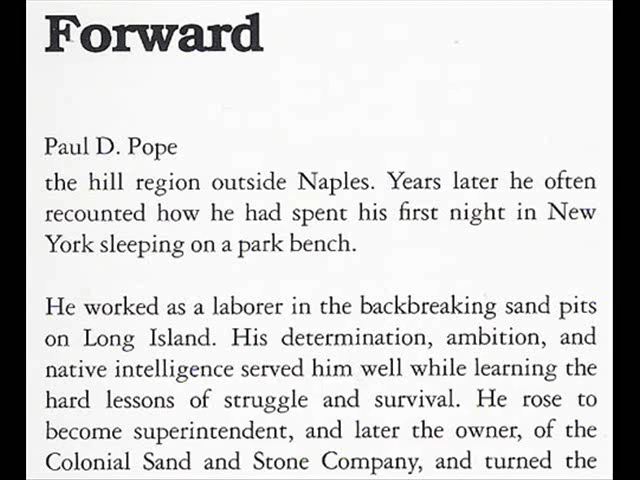 Forward
Paul D. Pope
the hill region outside Naples. Years later he often
recounted how he had spent his first night in New
York sleeping on a park bench.
He worked as a laborer in the backbreaking sand pits
on Long Island. His determination, ambition, and
native intelligence served him well while learning the
hard lessons of struggle and survival. He rose to
become superintendent, and later the owner, of the
Colonial Sand and Stone Company, and turned the